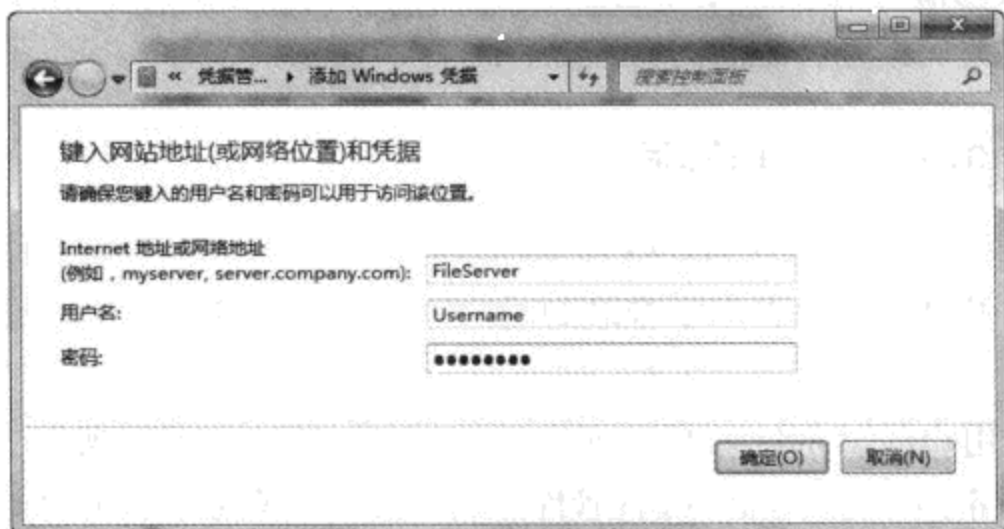 « 凭据管... ▸ 添加 Windows 凭据
搜索控制面板
键入网站地址(或网络位置)和凭据
请确保您键入的用户名和密码可以用于访问该位置。
Internet 地址或网络地址
(例如，myserver, server.company.com): FileServer
用户名: Username
密码: ●●●●●●●●
确定(O) 取消(N)